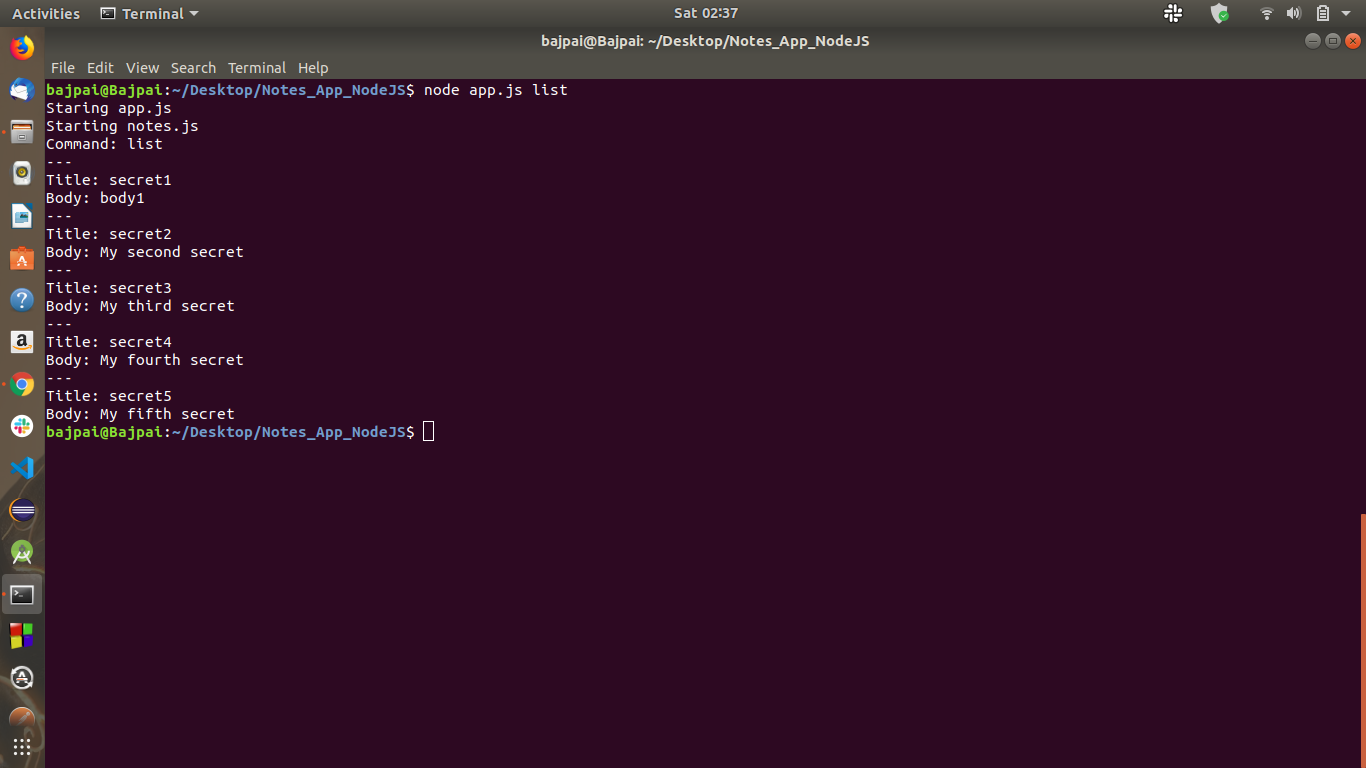 Activities Terminal Sat 02:37
bajpai@Bajpai: ~/Desktop/Notes_App_NodeJS
File Edit View Search Terminal Help
bajpai@Bajpai:~/Desktop/Notes_App_NodeJS$ node app.js list
Staring app.js
Starting notes.js
Command: list
---
Title: secret1
Body: body1
---
Title: secret2
Body: My second secret
---
Title: secret3
Body: My third secret
---
Title: secret4
Body: My fourth secret
---
Title: secret5
Body: My fifth secret
bajpai@Bajpai:~/Desktop/Notes_App_NodeJS$